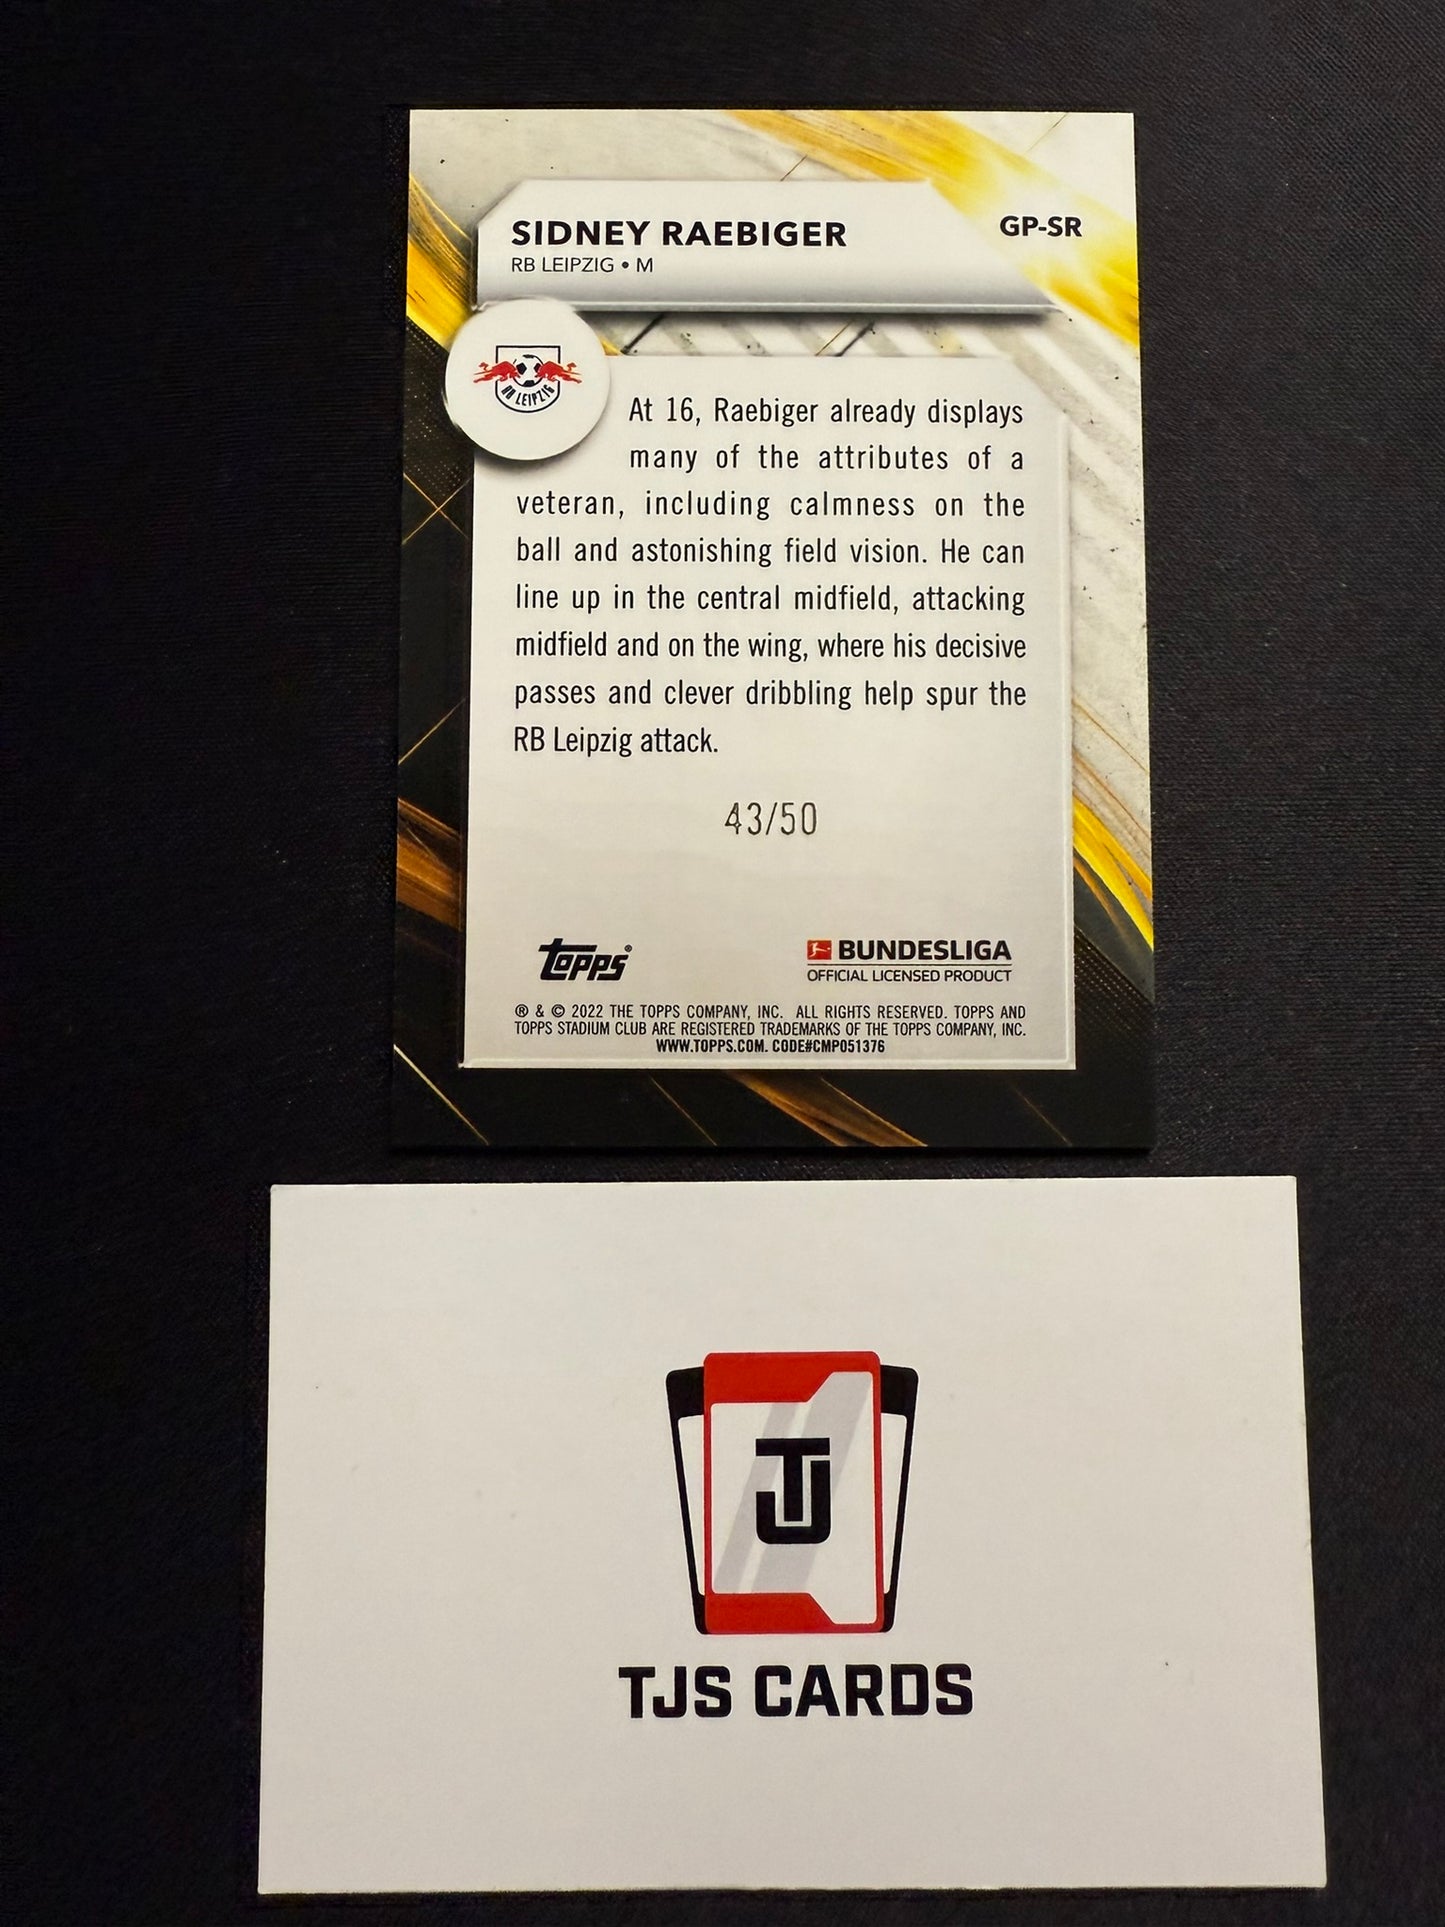 SIDNEY RAEBIGER
GP-SR
RB LEIPZIG • M
RB LEIPZIG
At 16, Raebiger already displays
many of the attributes of a
veteran, including calmness on the
ball and astonishing field vision. He can
line up in the central midfield, attacking
midfield and on the wing, where his decisive
passes and clever dribbling help spur the
RB Leipzig attack.
43/50
topps®
BUNDESLIGA
OFFICIAL LICENSED PRODUCT
® & © 2022 THE TOPPS COMPANY, INC. ALL RIGHTS RESERVED. TOPPS AND
TOPPS STADIUM CLUB ARE REGISTERED TRADEMARKS OF THE TOPPS COMPANY, INC.
WWW.TOPPS.COM. CODE#CMP051376
TJ
TJS CARDS